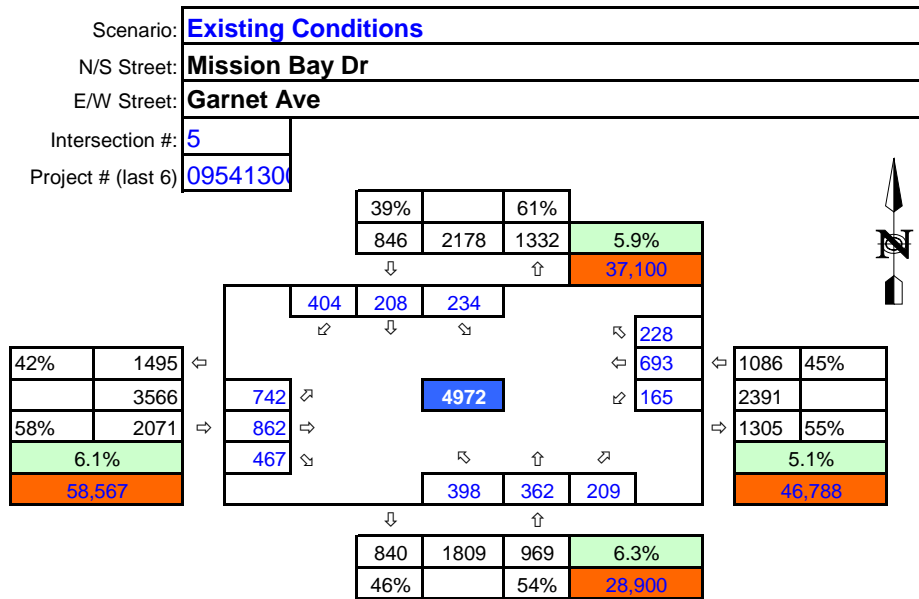 Scenario: Existing Conditions
N/S Street: Mission Bay Dr
E/W Street: Garnet Ave
Intersection #: 5
Project # (last 6) 09541300
39% 61%
846 2178 1332 5.9%
⇩ ⇧ 37,100
N
404 208 234
⬃ ⇩ ⬂
⬁ 228
42% 1495 ⇦ ⇦ 693 ⇦ 1086 45%
3566 742 ⬀ 4972 ⬃ 165 2391
58% 2071 ⇨ 862 ⇨ ⇨ 1305 55%
6.1% 467 ⬂ ⬁ ⇧ ⬀ 5.1%
58,567 398 362 209 46,788
⇩ ⇧
840 1809 969 6.3%
46% 54% 28,900